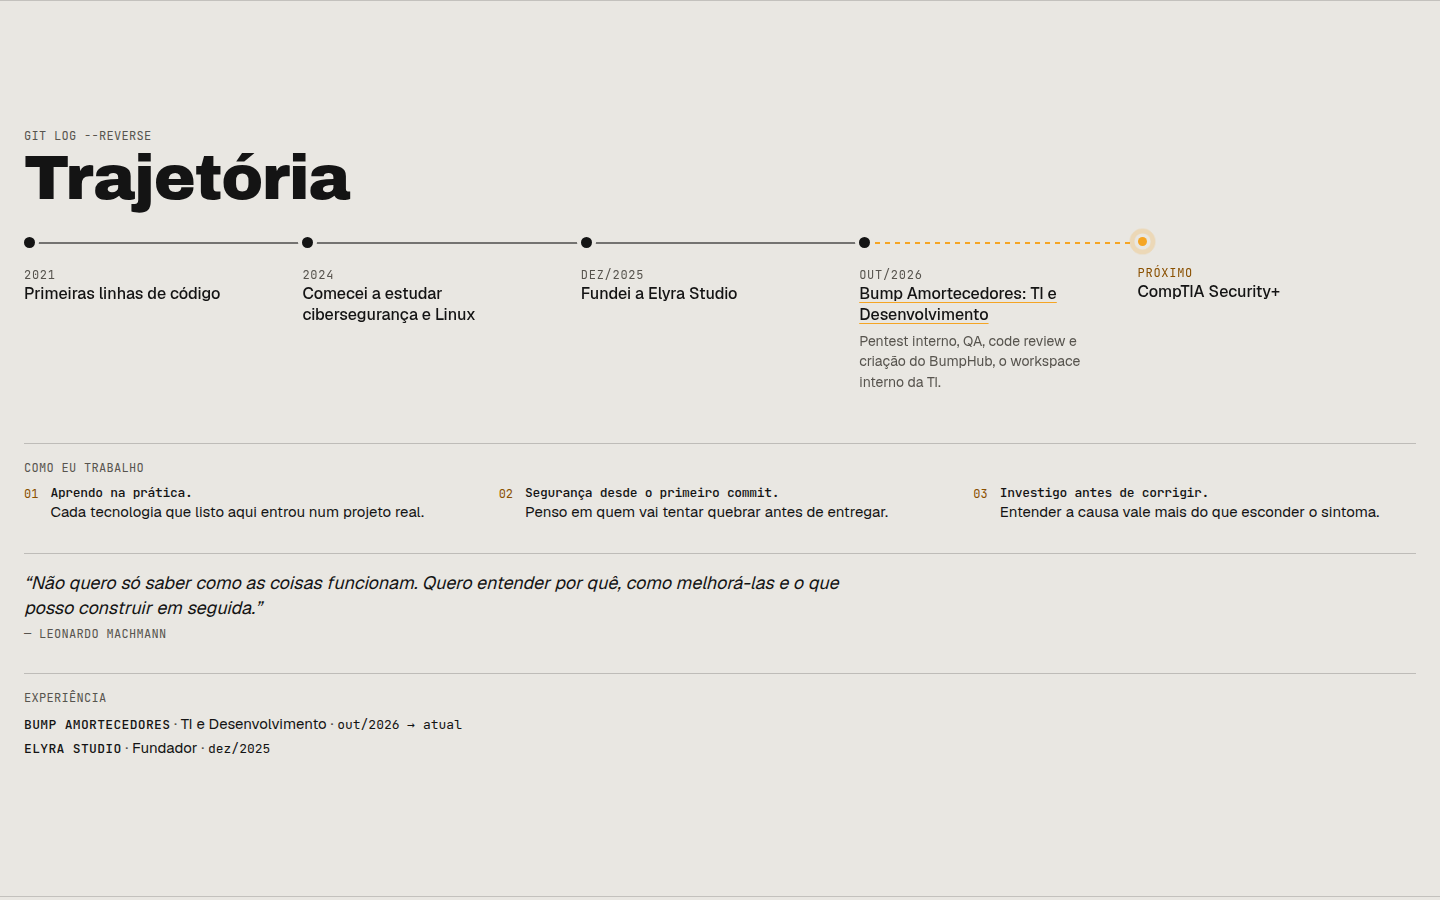 GIT LOG --REVERSE
Trajetória
2021
Primeiras linhas de código
2024
Comecei a estudar
cibersegurança e Linux
DEZ/2025
Fundei a Elyra Studio
OUT/2026
Bump Amortecedores: TI e
Desenvolvimento
Pentest interno, QA, code review e
criação do BumpHub, o workspace
interno da TI.
PRÓXIMO
CompTIA Security+
COMO EU TRABALHO
01 Aprendo na prática.
Cada tecnologia que listo aqui entrou num projeto real.
02 Segurança desde o primeiro commit.
Penso em quem vai tentar quebrar antes de entregar.
03 Investigo antes de corrigir.
Entender a causa vale mais do que esconder o sintoma.
“Não quero só saber como as coisas funcionam. Quero entender por quê, como melhorá-las e o que
posso construir em seguida.”
— LEONARDO MACHMANN
EXPERIÊNCIA
BUMP AMORTECEDORES · TI e Desenvolvimento · out/2026 → atual
ELYRA STUDIO · Fundador · dez/2025